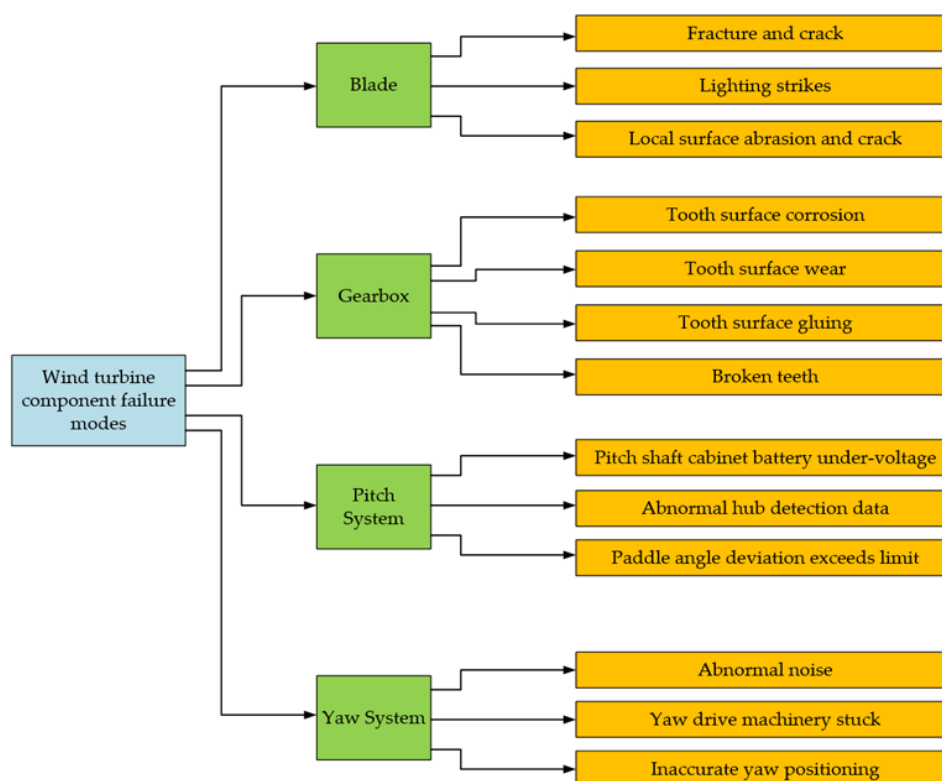 Wind turbine
component failure
modes
Blade
Fracture and crack
Lighting strikes
Local surface abrasion and crack
Gearbox
Tooth surface corrosion
Tooth surface wear
Tooth surface gluing
Broken teeth
Pitch
System
Pitch shaft cabinet battery under-voltage
Abnormal hub detection data
Paddle angle deviation exceeds limit
Yaw System
Abnormal noise
Yaw drive machinery stuck
Inaccurate yaw positioning